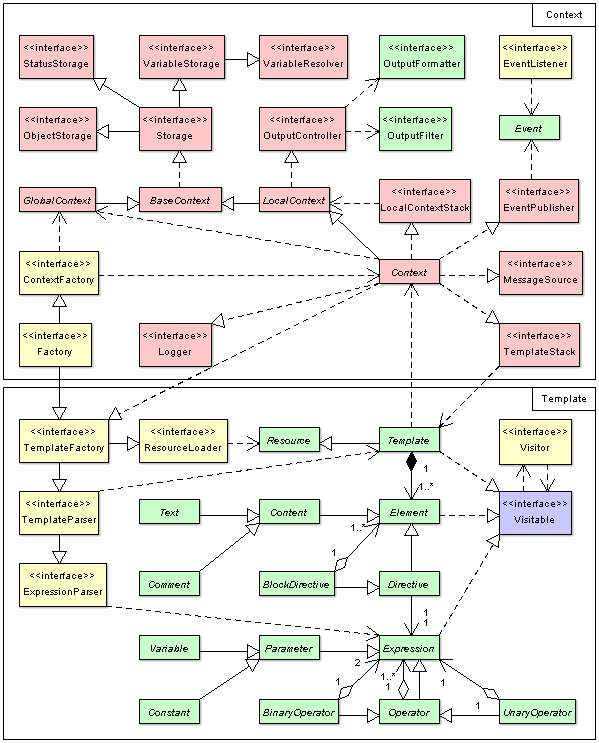 Context
<<interface>>
StatusStorage
<<interface>>
VariableStorage
<<interface>>
VariableResolver
<<interface>>
OutputFormatter
<<interface>>
EventListener
<<interface>>
ObjectStorage
<<interface>>
Storage
<<interface>>
OutputController
<<interface>>
OutputFilter
Event
GlobalContext
BaseContext
LocalContext
<<interface>>
LocalContextStack
<<interface>>
EventPublisher
<<interface>>
ContextFactory
Context
<<interface>>
MessageSource
<<interface>>
Factory
<<interface>>
Logger
<<interface>>
TemplateStack
Template
<<interface>>
TemplateFactory
<<interface>>
ResourceLoader
Resource
Template
<<interface>>
Visitor
1
1..*
<<interface>>
TemplateParser
Text
Content
Element
<<interface>>
Visitable
1..*
1
<<interface>>
ExpressionParser
Comment
BlockDirective
Directive
1
1
Variable
Parameter
Expression
2
1..*
1
1
1
1
Constant
BinaryOperator
Operator
UnaryOperator